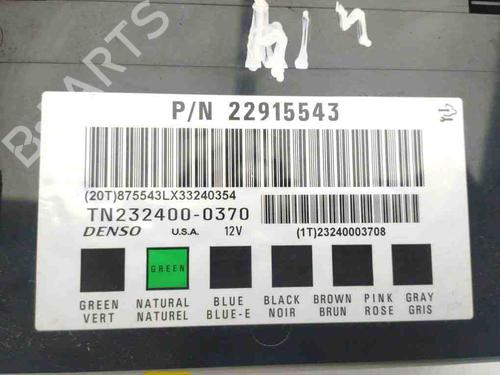 P/N 22915543
(20T)875543LX33240354
TN232400-0370
DENSO U.S.A. 12V
(1T)23240003708
GREEN
GREEN NATURAL BLUE BLACK BROWN PINK GRAY
VERT NATUREL BLUE-E NOIR BRUN ROSE GRIS
B-PARTS